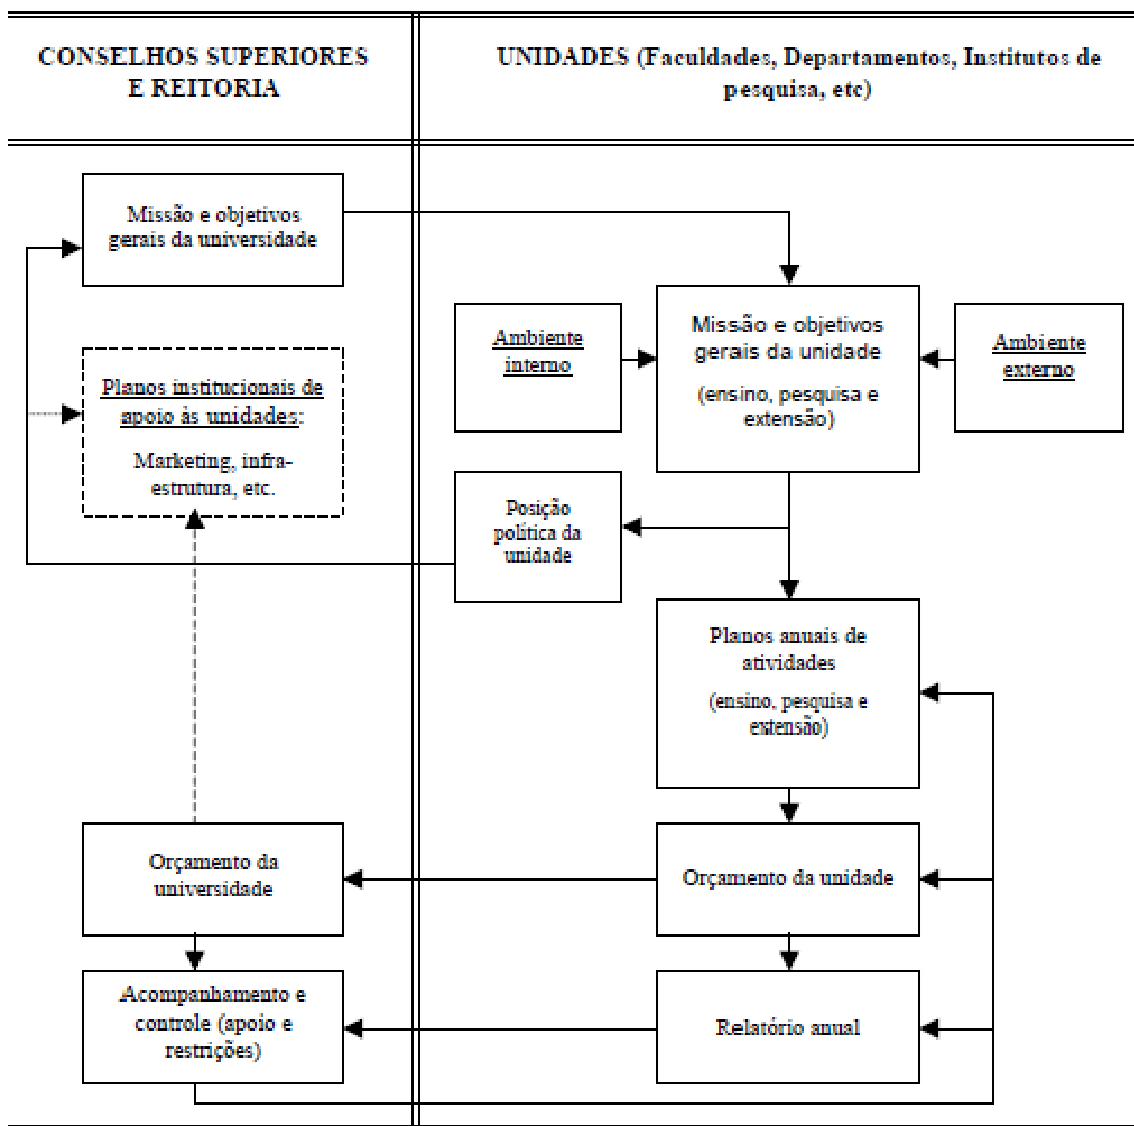 CONSELHOS SUPERIORES
E REITORIA
UNIDADES (Faculdades, Departamentos, Institutos de
pesquisa, etc)
Missão e objetivos
gerais da universidade
Ambiente
interno
Missão e objetivos
gerais da unidade
(ensino, pesquisa e
extensão)
Ambiente
externo
Planos institucionais de
apoio às unidades:
Marketing, infra-
estrutura, etc.
Posição
política da
unidade
Planos anuais de
atividades
(ensino, pesquisa e
extensão)
Orçamento da
universidade
Orçamento da unidade
Acompanhamento e
controle (apoio e
restrições)
Relatório anual